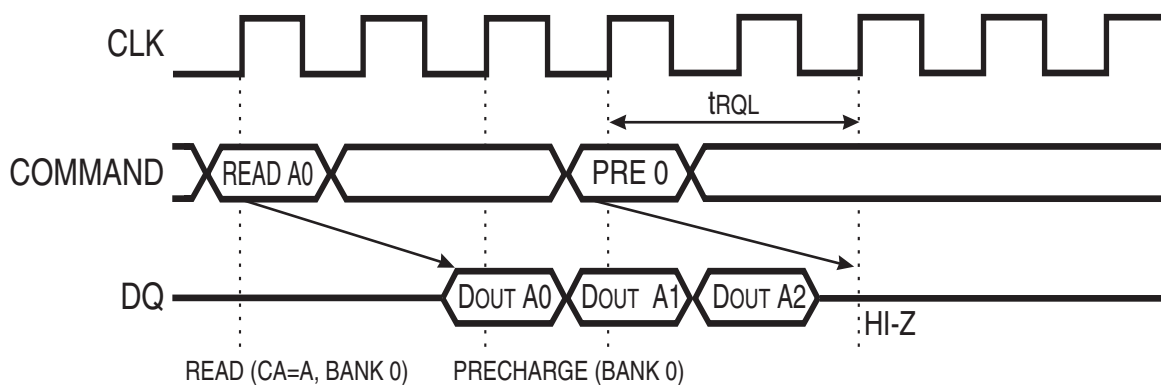 CLK
tRQL
COMMAND
READ A0
PRE 0
DQ
DOUT A0
DOUT A1
DOUT A2
HI-Z
READ (CA=A, BANK 0)
PRECHARGE (BANK 0)